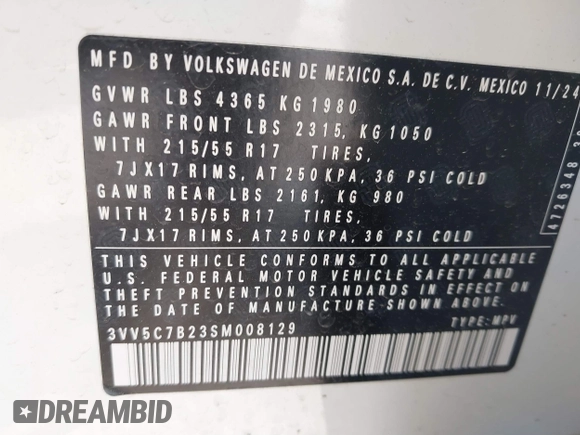 MFD BY VOLKSWAGEN DE MEXICO S.A. DE C.V. MEXICO 11/24
GVWR LBS 4365 KG 1980
GAWR FRONT LBS 2315, KG 1050
WITH 215/55 R17 TIRES,
7JX17 RIMS, AT 250 KPA, 36 PSI COLD
GAWR REAR LBS 2161, KG 980
WITH 215/55 R17 TIRES,
7JX17 RIMS, AT 250 KPA, 36 PSI COLD
THIS VEHICLE CONFORMS TO ALL APPLICABLE
U.S. FEDERAL MOTOR VEHICLE SAFETY AND
THEFT PREVENTION STANDARDS IN EFFECT ON
THE DATE OF MANUFACTURE SHOWN ABOVE.
3VV5C7B23SM008129 TYPE: MPV
4726348 3
DREAMBID